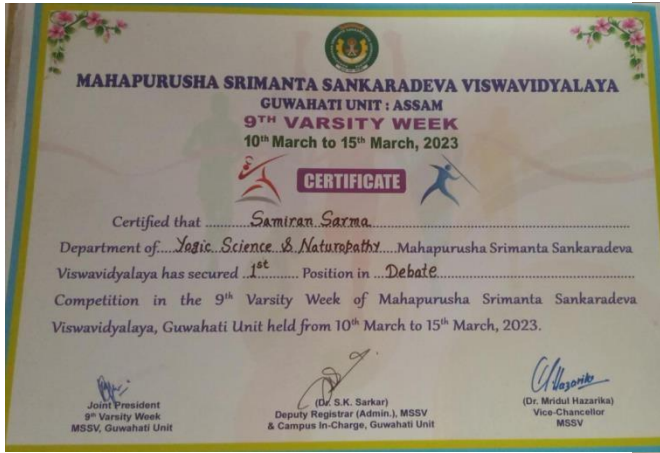 MAHAPURUSHA SRIMANTA SANKARADEVA VISWAVIDYALAYA
GUWAHATI UNIT : ASSAM
9TH VARSITY WEEK
10th March to 15th March, 2023
CERTIFICATE
Certified that ........Samiran Sarma........
Department of....Yogic Science & Naturopathy...Mahapurusha Srimanta Sankaradeva
Viswavidyalaya has secured ..1st...... Position in ...Debate........
Competition in the 9th Varsity Week of Mahapurusha Srimanta Sankaradeva
Viswavidyalaya, Guwahati Unit held from 10th March to 15th March, 2023.
Joint President
9th Varsity Week
MSSV, Guwahati Unit
(Dr. S.K. Sarkar)
Deputy Registrar (Admin.), MSSV
& Campus In-Charge, Guwahati Unit
Hazarika
(Dr. Mridul Hazarika)
Vice-Chancellor
MSSV